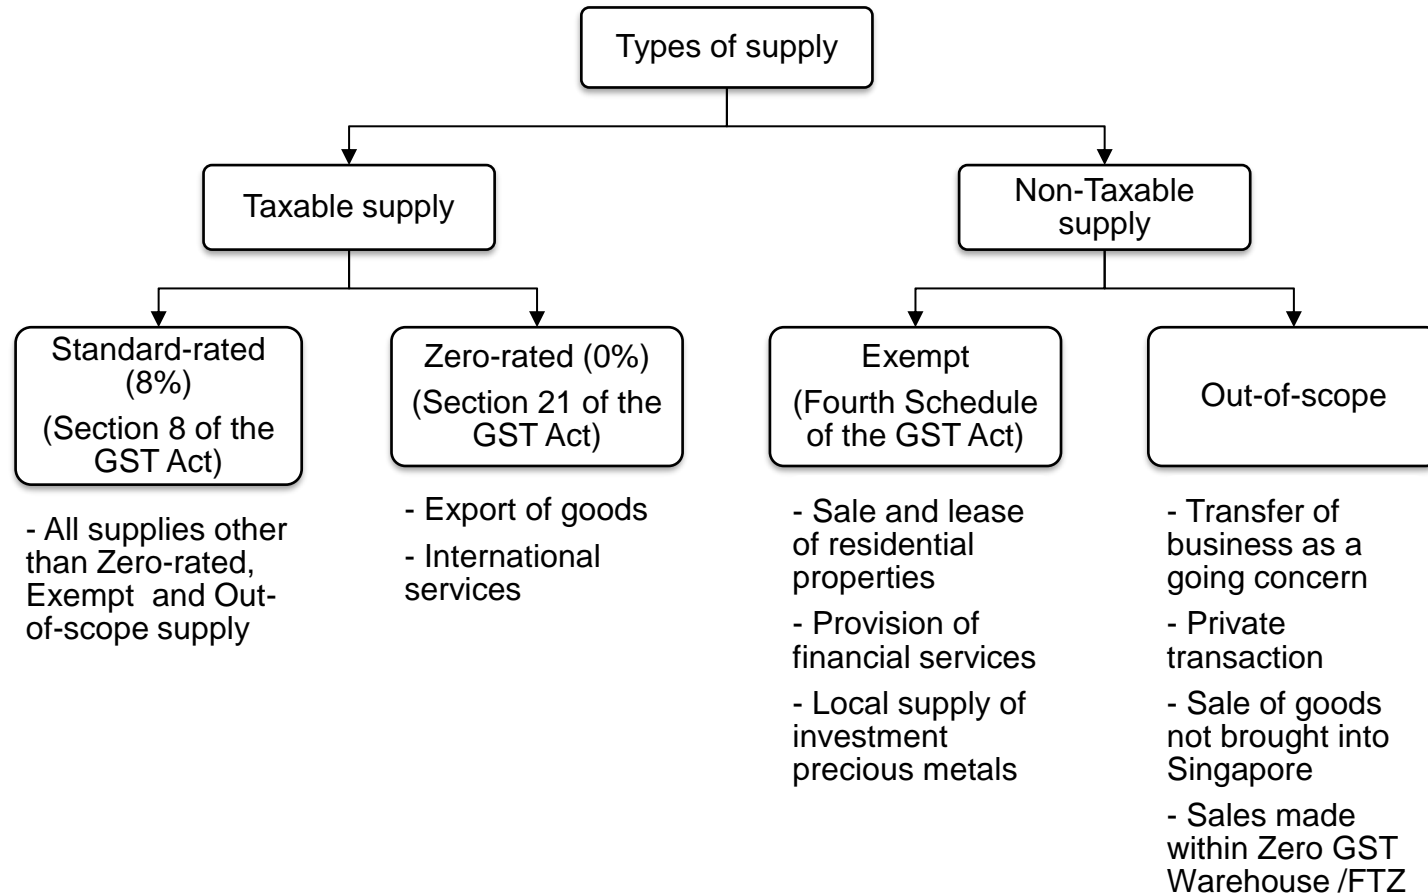 Types of supply
Taxable supply
Non-Taxable
supply
Standard-rated
(8%)
(Section 8 of the
GST Act)
- All supplies other
than Zero-rated,
Exempt  and Out-
of-scope supply
Zero-rated (0%)
(Section 21 of the
GST Act)
- Export of goods
- International
services
Exempt
(Fourth Schedule
of the GST Act)
- Sale and lease
of residential
properties
- Provision of
financial services
- Local supply of
investment
precious metals
Out-of-scope
- Transfer of
business as a
going concern
- Private
transaction
- Sale of goods
not brought into
Singapore
- Sales made
within Zero GST
Warehouse /FTZ